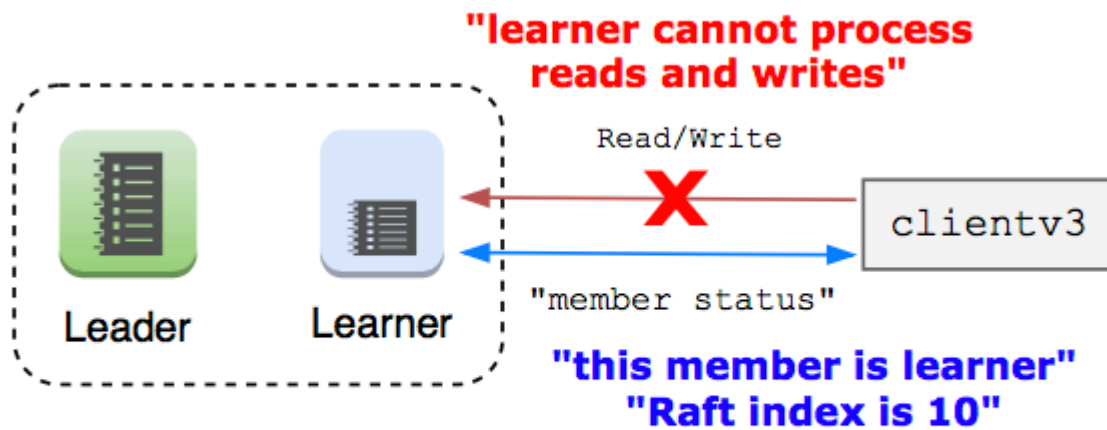 "learner cannot process
reads and writes"
Read/Write
clientv3
"member status"
Leader
Learner
"this member is learner"
"Raft index is 10"